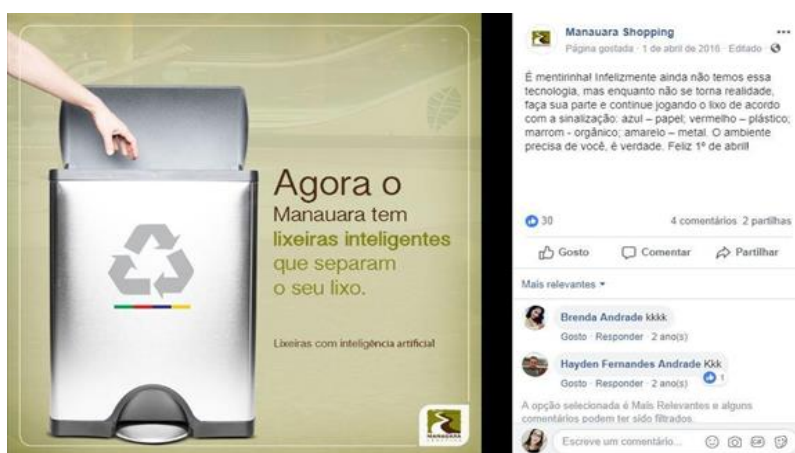 Agora o
Manauara tem
lixeiras inteligentes
que separam
o seu lixo.
Lixeiras com inteligência artificial
MANAUARA
SHOPPING
Manauara Shopping
Página gostada · 1 de abril de 2016 · Editado ·
É mentirinha! Infelizmente ainda não temos essa
tecnologia, mas enquanto não se torna realidade,
faça sua parte e continue jogando o lixo de acordo
com a sinalização: azul – papel; vermelho – plástico;
marrom - orgânico; amarelo – metal. O ambiente
precisa de você, é verdade. Feliz 1º de abril!
30 4 comentários 2 partilhas
Gosto Comentar Partilhar
Mais relevantes
Brenda Andrade kkkk
Gosto · Responder · 2 ano(s)
Hayden Fernandes Andrade Kkk
1
Gosto · Responder · 2 ano(s)
A opção selecionada é Mais Relevantes e alguns
comentários podem ter sido filtrados.
Escreve um comentário... GIF